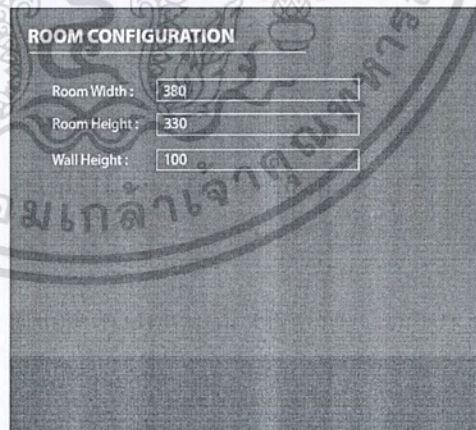 ROOM CONFIGURATION
Room Width : 380
Room Height : 330
Wall Height : 100